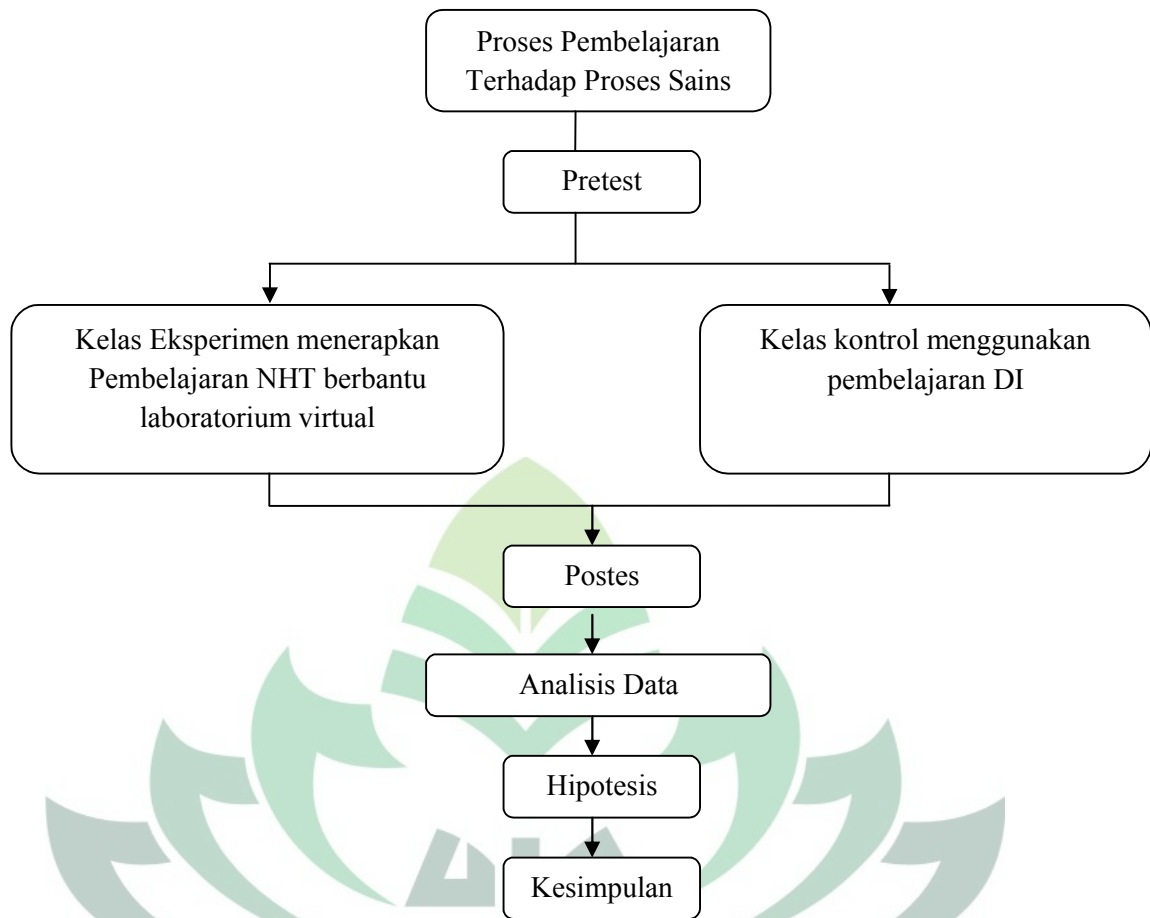 Proses Pembelajaran
Terhadap Proses Sains
Pretest
Kelas Eksperimen menerapkan
Pembelajaran NHT berbantu
laboratorium virtual
Kelas kontrol menggunakan
pembelajaran DI
Postes
Analisis Data
Hipotesis
Kesimpulan